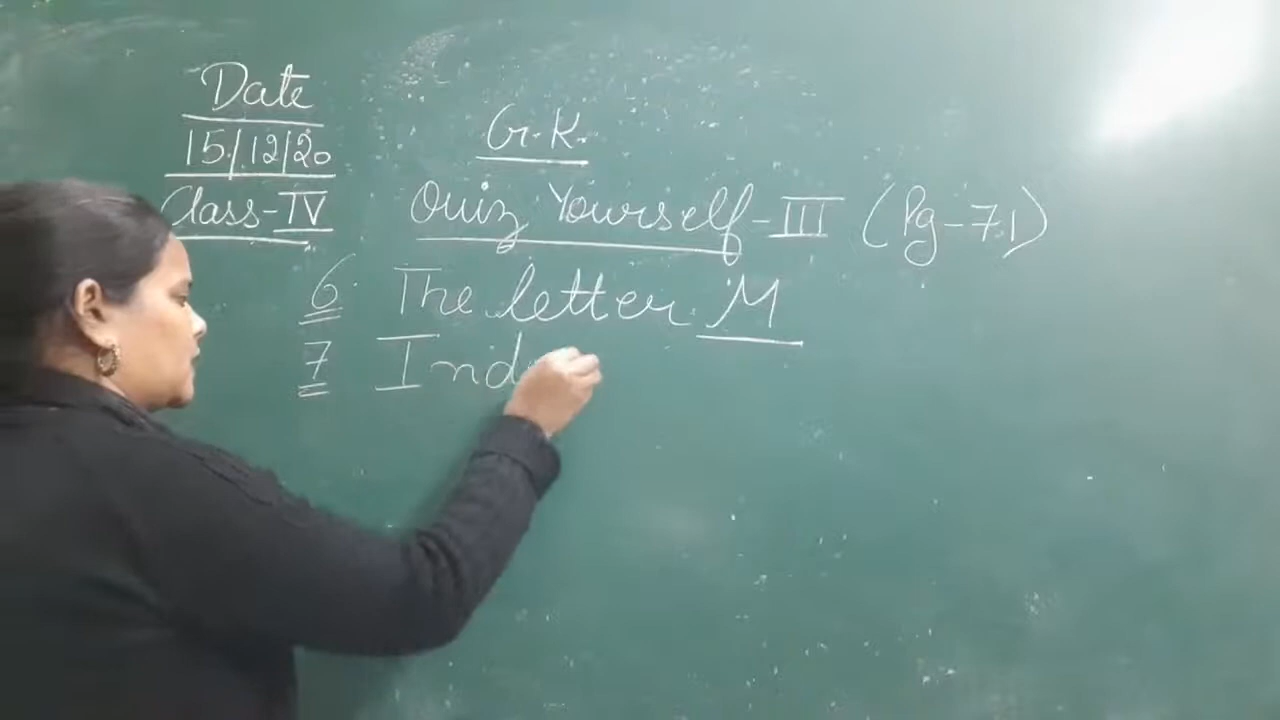 Date
15/12/20
Class-IV
G.K.
Quiz Yourself-III (Pg-71)
6. The letter M
7 Ind